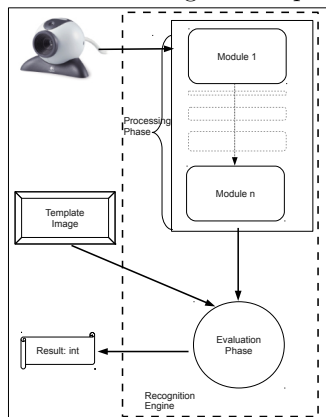 Module 1
Processing
Phase
Module n
Template
Image
Evaluation
Phase
Result: int
Recognition
Engine